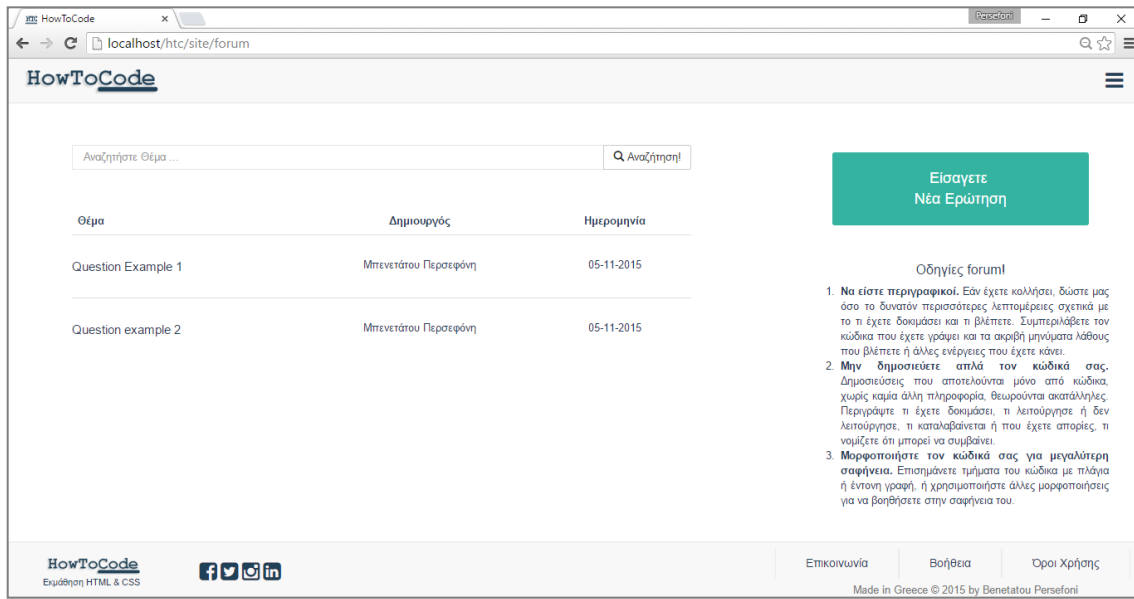 HTC HowToCode
Persefoni
localhost/htc/site/forum
HowToCode
Αναζητήστε Θέμα ...
Αναζήτηση!
Θέμα Δημιουργός Ημερομηνία
Question Example 1 Μπενετάτου Περσεφόνη 05-11-2015
Question example 2 Μπενετάτου Περσεφόνη 05-11-2015
Είσαγετε
Νέα Ερώτηση
Οδηγίες forum!
1. Να είστε περιγραφικοί. Εάν έχετε κολλήσει, δώστε μας
όσο το δυνατόν περισσότερες λεπτομέρειες σχετικά με
το τι έχετε δοκιμάσει και τι βλέπετε. Συμπεριλάβετε τον
κώδικα που έχετε γράψει και τα ακριβή μηνύματα λάθους
που βλέπετε ή άλλες ενέργειες που έχετε κάνει.
2. Μην δημοσιεύετε απλά τον κώδικά σας.
Δημοσιεύσεις που αποτελούνται μόνο από κώδικα,
χωρίς καμία άλλη πληροφορία, θεωρούνται ακατάλληλες.
Περιγράψτε τι έχετε δοκιμάσει, τι λειτούργησε ή δεν
λειτούργησε, τι καταλαβαίνεται ή που έχετε απορίες, τι
νομίζετε ότι μπορεί να συμβαίνει.
3. Μορφοποιήστε τον κώδικά σας για μεγαλύτερη
σαφήνεια. Επισημάνετε τμήματα του κώδικα με πλάγια
ή έντονη γραφή, ή χρησιμοποιήστε άλλες μορφοποιήσεις
για να βοηθήσετε στην σαφήνεια του.
HowToCode
Εκμάθηση HTML & CSS
Επικοινωνία Βοήθεια Όροι Χρήσης
Made in Greece © 2015 by Benetatou Persefoni